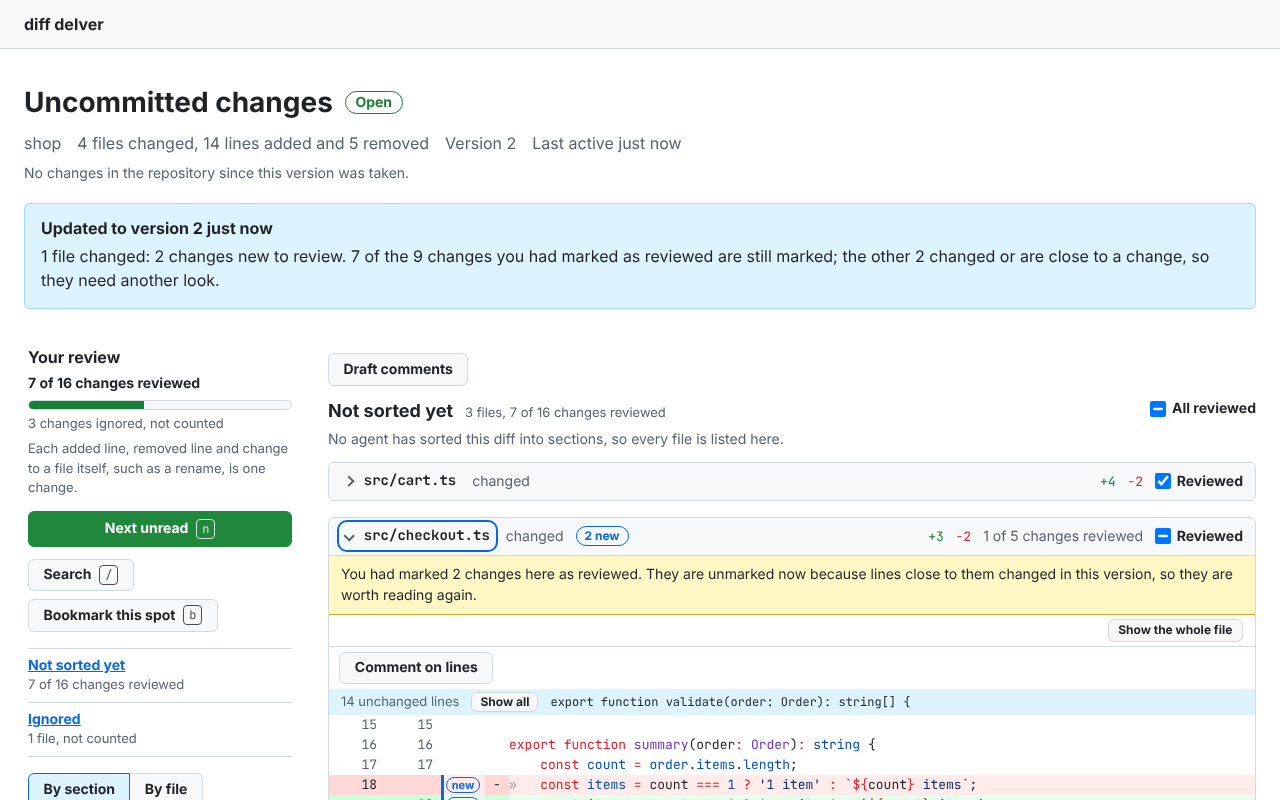 diff delver
Uncommitted changes Open
shop 4 files changed, 14 lines added and 5 removed Version 2 Last active just now
No changes in the repository since this version was taken.
Updated to version 2 just now
1 file changed: 2 changes new to review. 7 of the 9 changes you had marked as reviewed are still marked; the other 2 changed or are close to a change, so
they need another look.
Your review
7 of 16 changes reviewed
3 changes ignored, not counted
Each added line, removed line and change
to a file itself, such as a rename, is one
change.
Next unread n
Search /
Bookmark this spot b
Not sorted yet
7 of 16 changes reviewed
Ignored
1 file, not counted
By section By file
Draft comments
Not sorted yet 3 files, 7 of 16 changes reviewed All reviewed
No agent has sorted this diff into sections, so every file is listed here.
src/cart.ts changed +4 -2 Reviewed
src/checkout.ts changed 2 new +3 -2 1 of 5 changes reviewed Reviewed
You had marked 2 changes here as reviewed. They are unmarked now because lines close to them changed in this version, so they are
worth reading again.
Show the whole file
Comment on lines
14 unchanged lines Show all export function validate(order: Order): string[] {
15 15
16 16 export function summary(order: Order): string {
17 17 const count = order.items.length;
18 new - » const items = count === 1 ? '1 item' : `${count} items`;